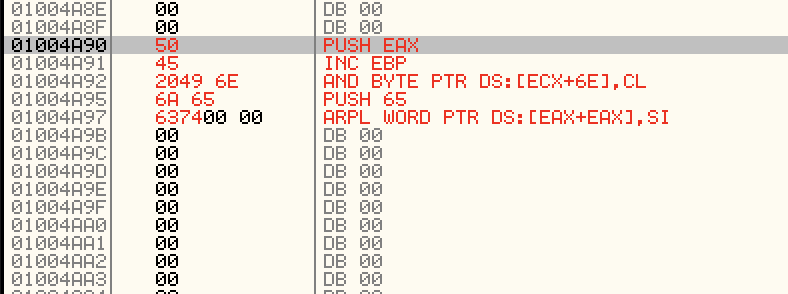 01004A8E 00 DB 00
01004A8F 00 DB 00
01004A90 50 PUSH EAX
01004A91 45 INC EBP
01004A92 2049 6E AND BYTE PTR DS:[ECX+6E],CL
01004A95 6A 65 PUSH 65
01004A97 637400 00 ARPL WORD PTR DS:[EAX+EAX],SI
01004A9B 00 DB 00
01004A9C 00 DB 00
01004A9D 00 DB 00
01004A9E 00 DB 00
01004A9F 00 DB 00
01004AA0 00 DB 00
01004AA1 00 DB 00
01004AA2 00 DB 00
01004AA3 00 DB 00